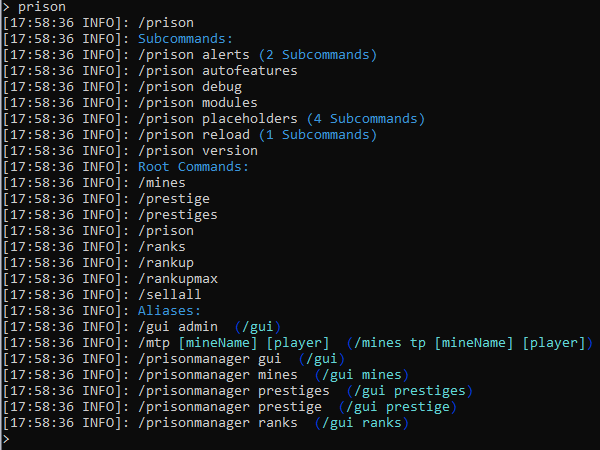 > prison
[17:58:36 INFO]: /prison
[17:58:36 INFO]: Subcommands:
[17:58:36 INFO]: /prison alerts (2 Subcommands)
[17:58:36 INFO]: /prison autofeatures
[17:58:36 INFO]: /prison debug
[17:58:36 INFO]: /prison modules
[17:58:36 INFO]: /prison placeholders (4 Subcommands)
[17:58:36 INFO]: /prison reload (1 Subcommands)
[17:58:36 INFO]: /prison version
[17:58:36 INFO]: Root Commands:
[17:58:36 INFO]: /mines
[17:58:36 INFO]: /prestige
[17:58:36 INFO]: /prestiges
[17:58:36 INFO]: /prison
[17:58:36 INFO]: /ranks
[17:58:36 INFO]: /rankup
[17:58:36 INFO]: /rankupmax
[17:58:36 INFO]: /sellall
[17:58:36 INFO]: Aliases:
[17:58:36 INFO]: /gui admin  (/gui)
[17:58:36 INFO]: /mtp [mineName] [player]  (/mines tp [mineName] [player])
[17:58:36 INFO]: /prisonmanager gui  (/gui)
[17:58:36 INFO]: /prisonmanager mines  (/gui mines)
[17:58:36 INFO]: /prisonmanager prestiges  (/gui prestiges)
[17:58:36 INFO]: /prisonmanager prestige  (/gui prestige)
[17:58:36 INFO]: /prisonmanager ranks  (/gui ranks)
>